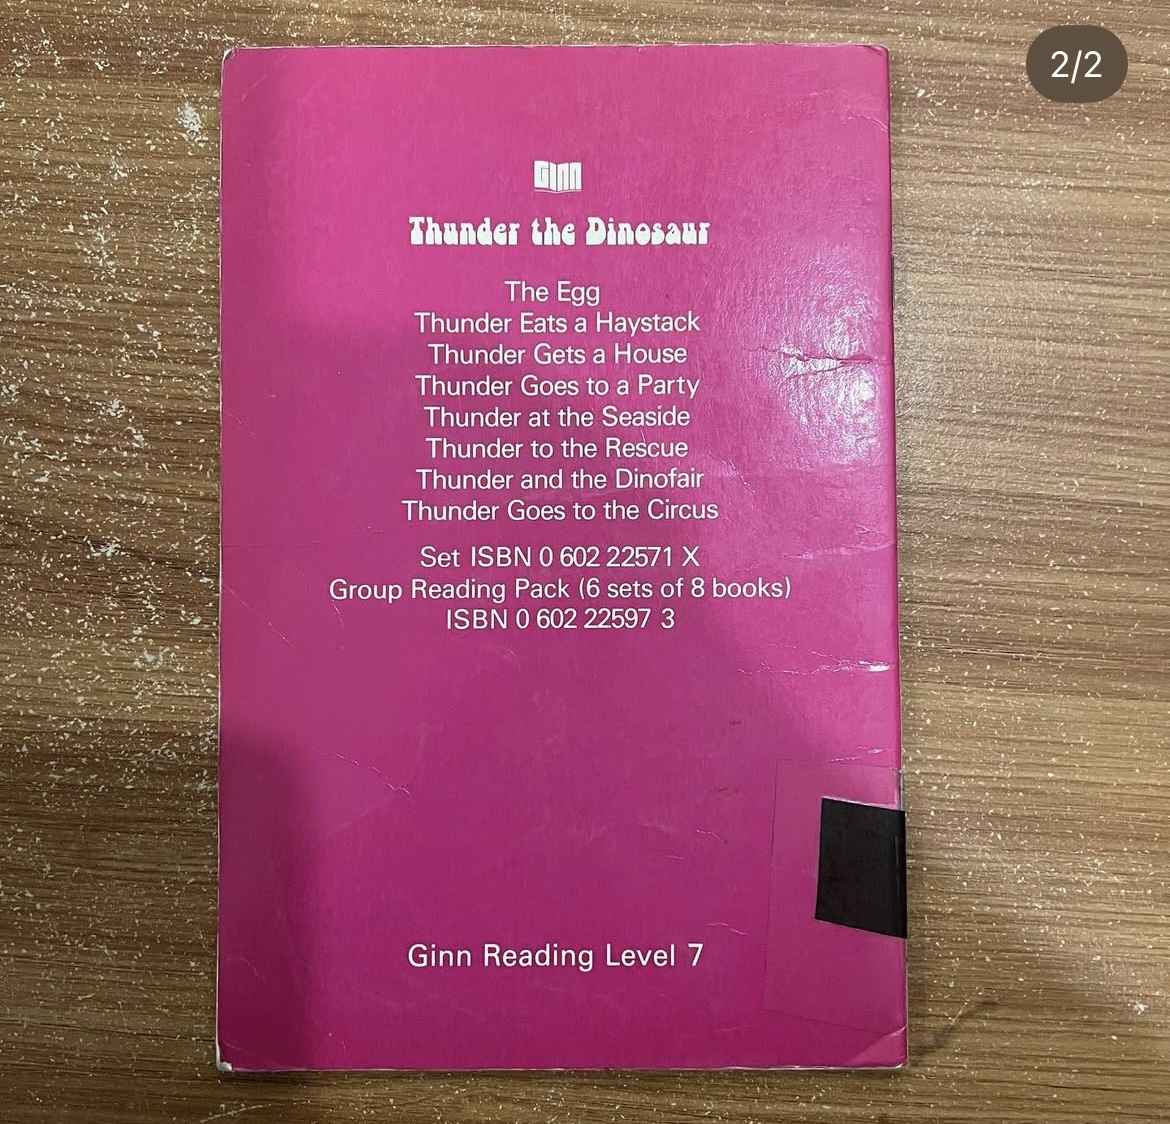 2/2
Ginn
Thunder the Dinosaur
The Egg
Thunder Eats a Haystack
Thunder Gets a House
Thunder Goes to a Party
Thunder at the Seaside
Thunder to the Rescue
Thunder and the Dinofair
Thunder Goes to the Circus
Set ISBN 0 602 22571 X
Group Reading Pack (6 sets of 8 books)
ISBN 0 602 22597 3
Ginn Reading Level 7